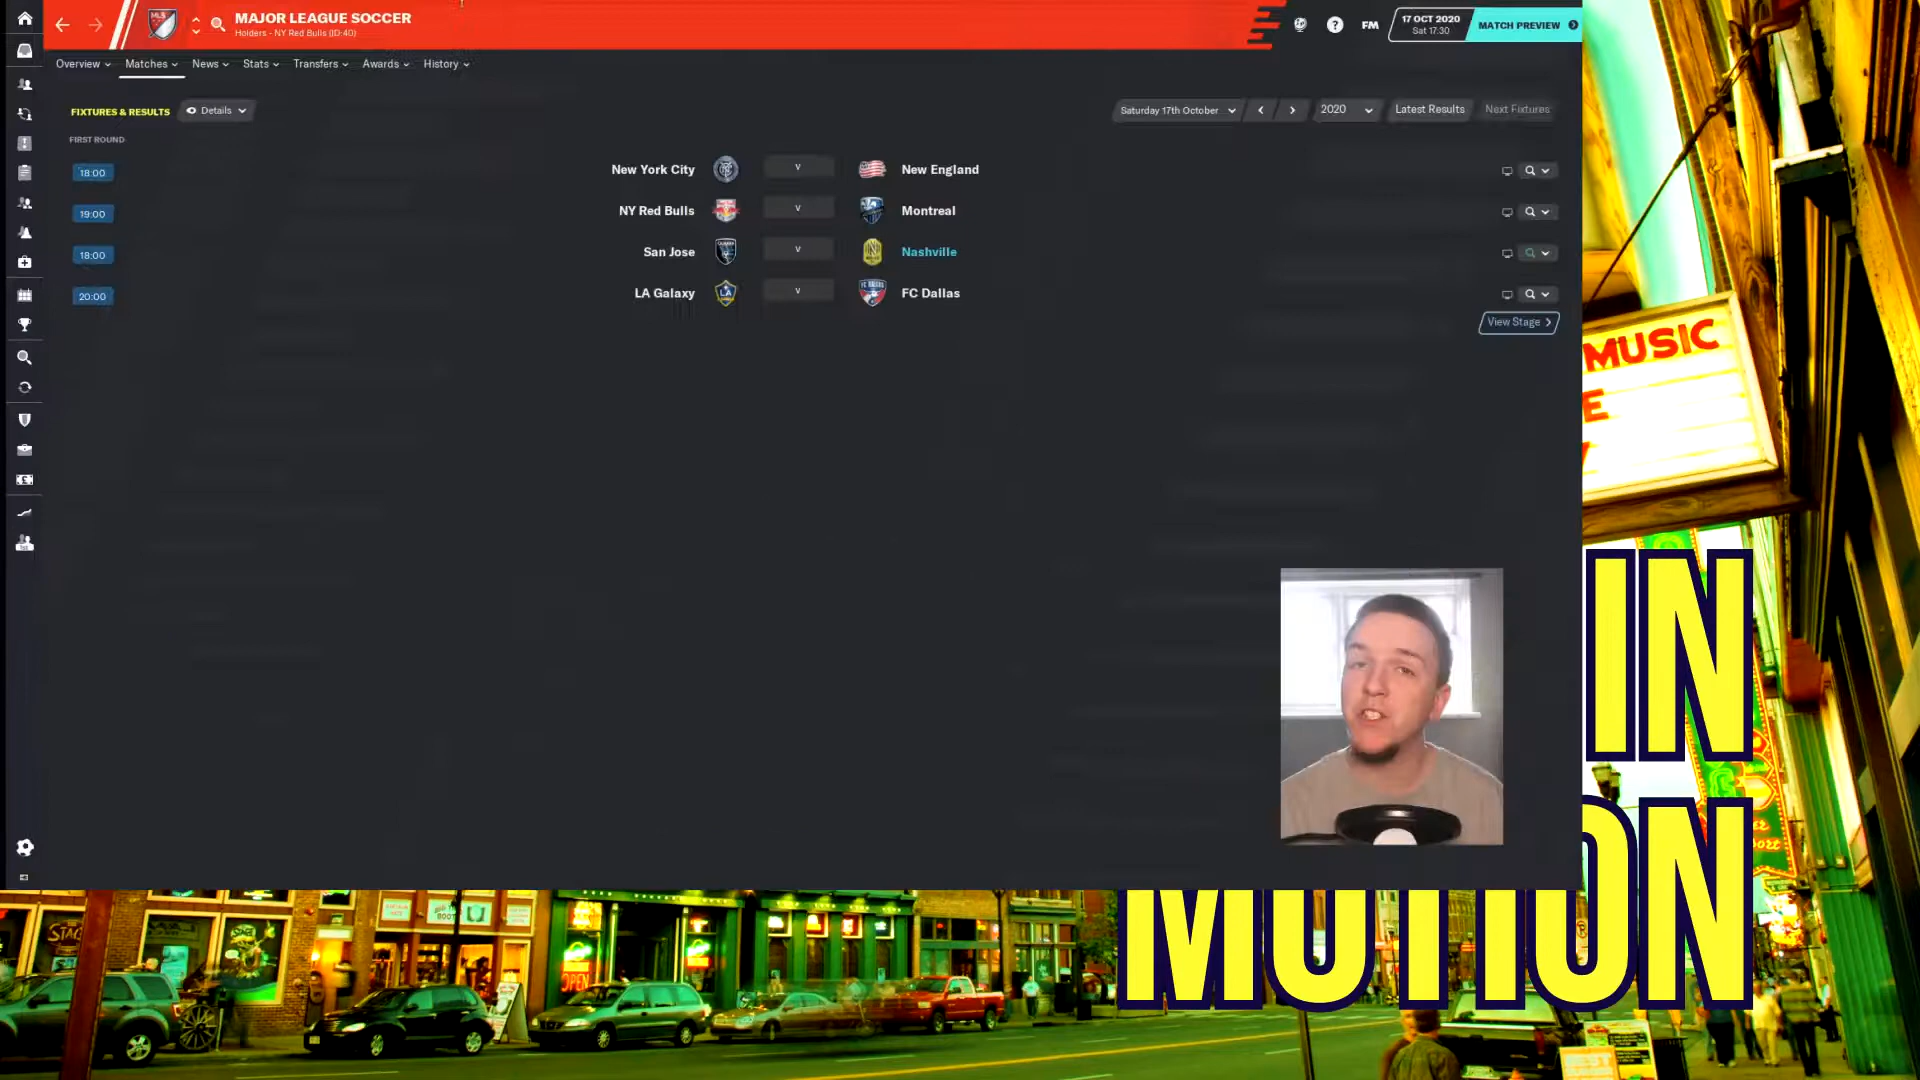 MAJOR LEAGUE SOCCER
Holders - NY Red Bulls (ID:40)
FM
17 OCT 2020
Sat 17:30
MATCH PREVIEW
Overview
Matches
News
Stats
Transfers
Awards
History
FIXTURES & RESULTS
Details
Saturday 17th October
2020
Latest Results
Next Fixtures
FIRST ROUND
18:00 New York City v New England
19:00 NY Red Bulls v Montreal
18:00 San Jose v Nashville
20:00 LA Galaxy v FC Dallas
View Stage
MUSIC
E
IN
MOTION
OPEN
BOOT